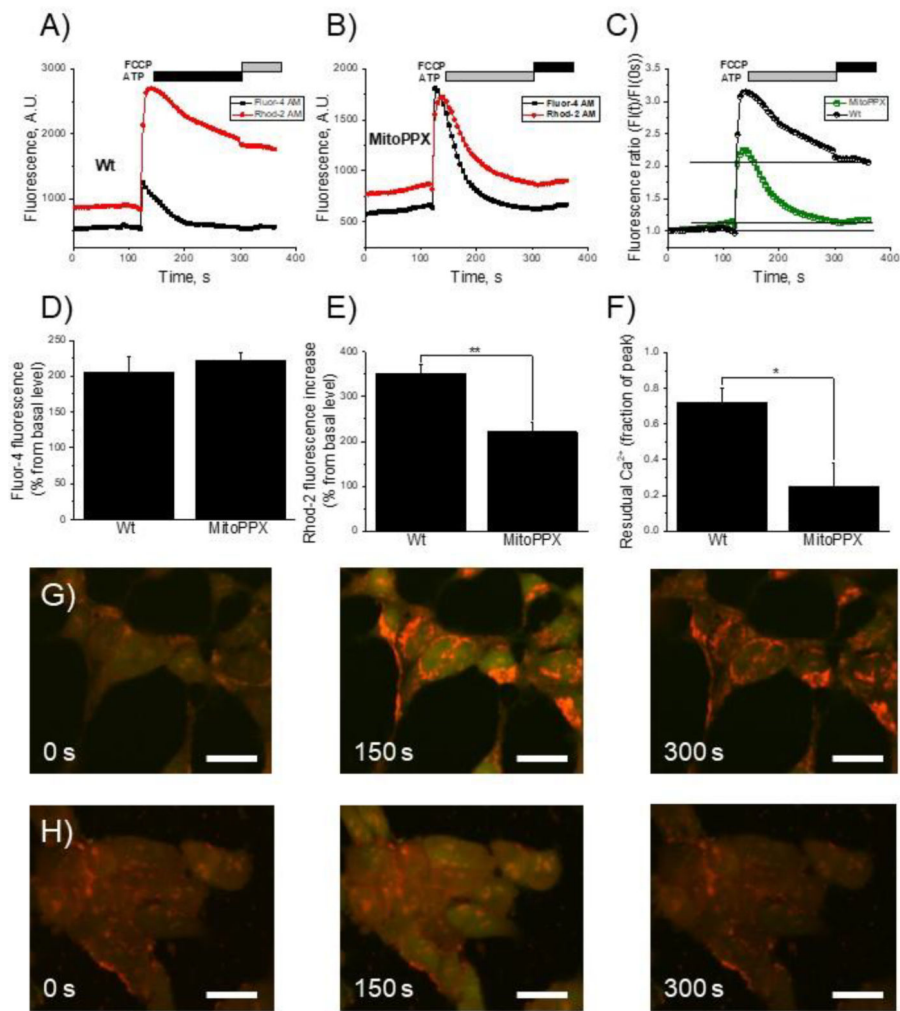 A)
FCCP
ATP
3000
2000
1000
Fluorescence, A.U.
Fluor-4 AM
Rhod-2 AM
Wt
0 100 200 300 400
Time, s
B)
FCCP
ATP
2000
1500
1000
500
Fluorescence, A.U.
Fluor-4 AM
Rhod-2 AM
MitoPPX
0 100 200 300 400
Time, s
C)
FCCP
ATP
3.5
3.0
2.5
2.0
1.5
1.0
0.5
Fluorescence ratio (FI(t)/FI(0s))
MitoPPX
Wt
0 100 200 300 400
Time, s
D)
250
200
150
100
50
0
Fluor-4 fluorescence
(% from basal level)
Wt MitoPPX
E)
400
300
200
100
0
Rhod-2 fluorescence increase
(% from basal level)
**
Wt MitoPPX
F)
1.0
0.8
0.6
0.4
0.2
0.0
Resudual Ca2+ (fraction of peak)
*
Wt MitoPPX
G)
0 s
150 s
300 s
H)
0 s
150 s
300 s